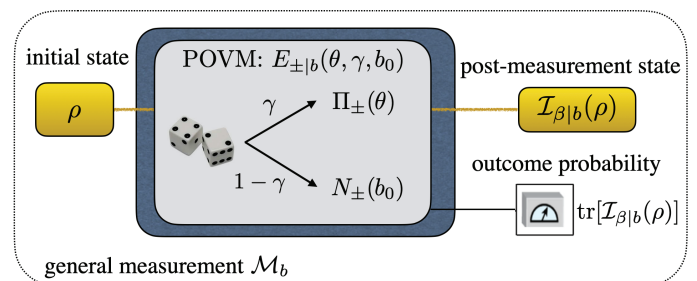 initial state
ρ
POVM: E±|b(θ, γ, b₀)
γ
Π±(θ)
1 − γ
N±(b₀)
post-measurement state
𝓘β|b(ρ)
outcome probability
tr[𝓘β|b(ρ)]
general measurement 𝓜b